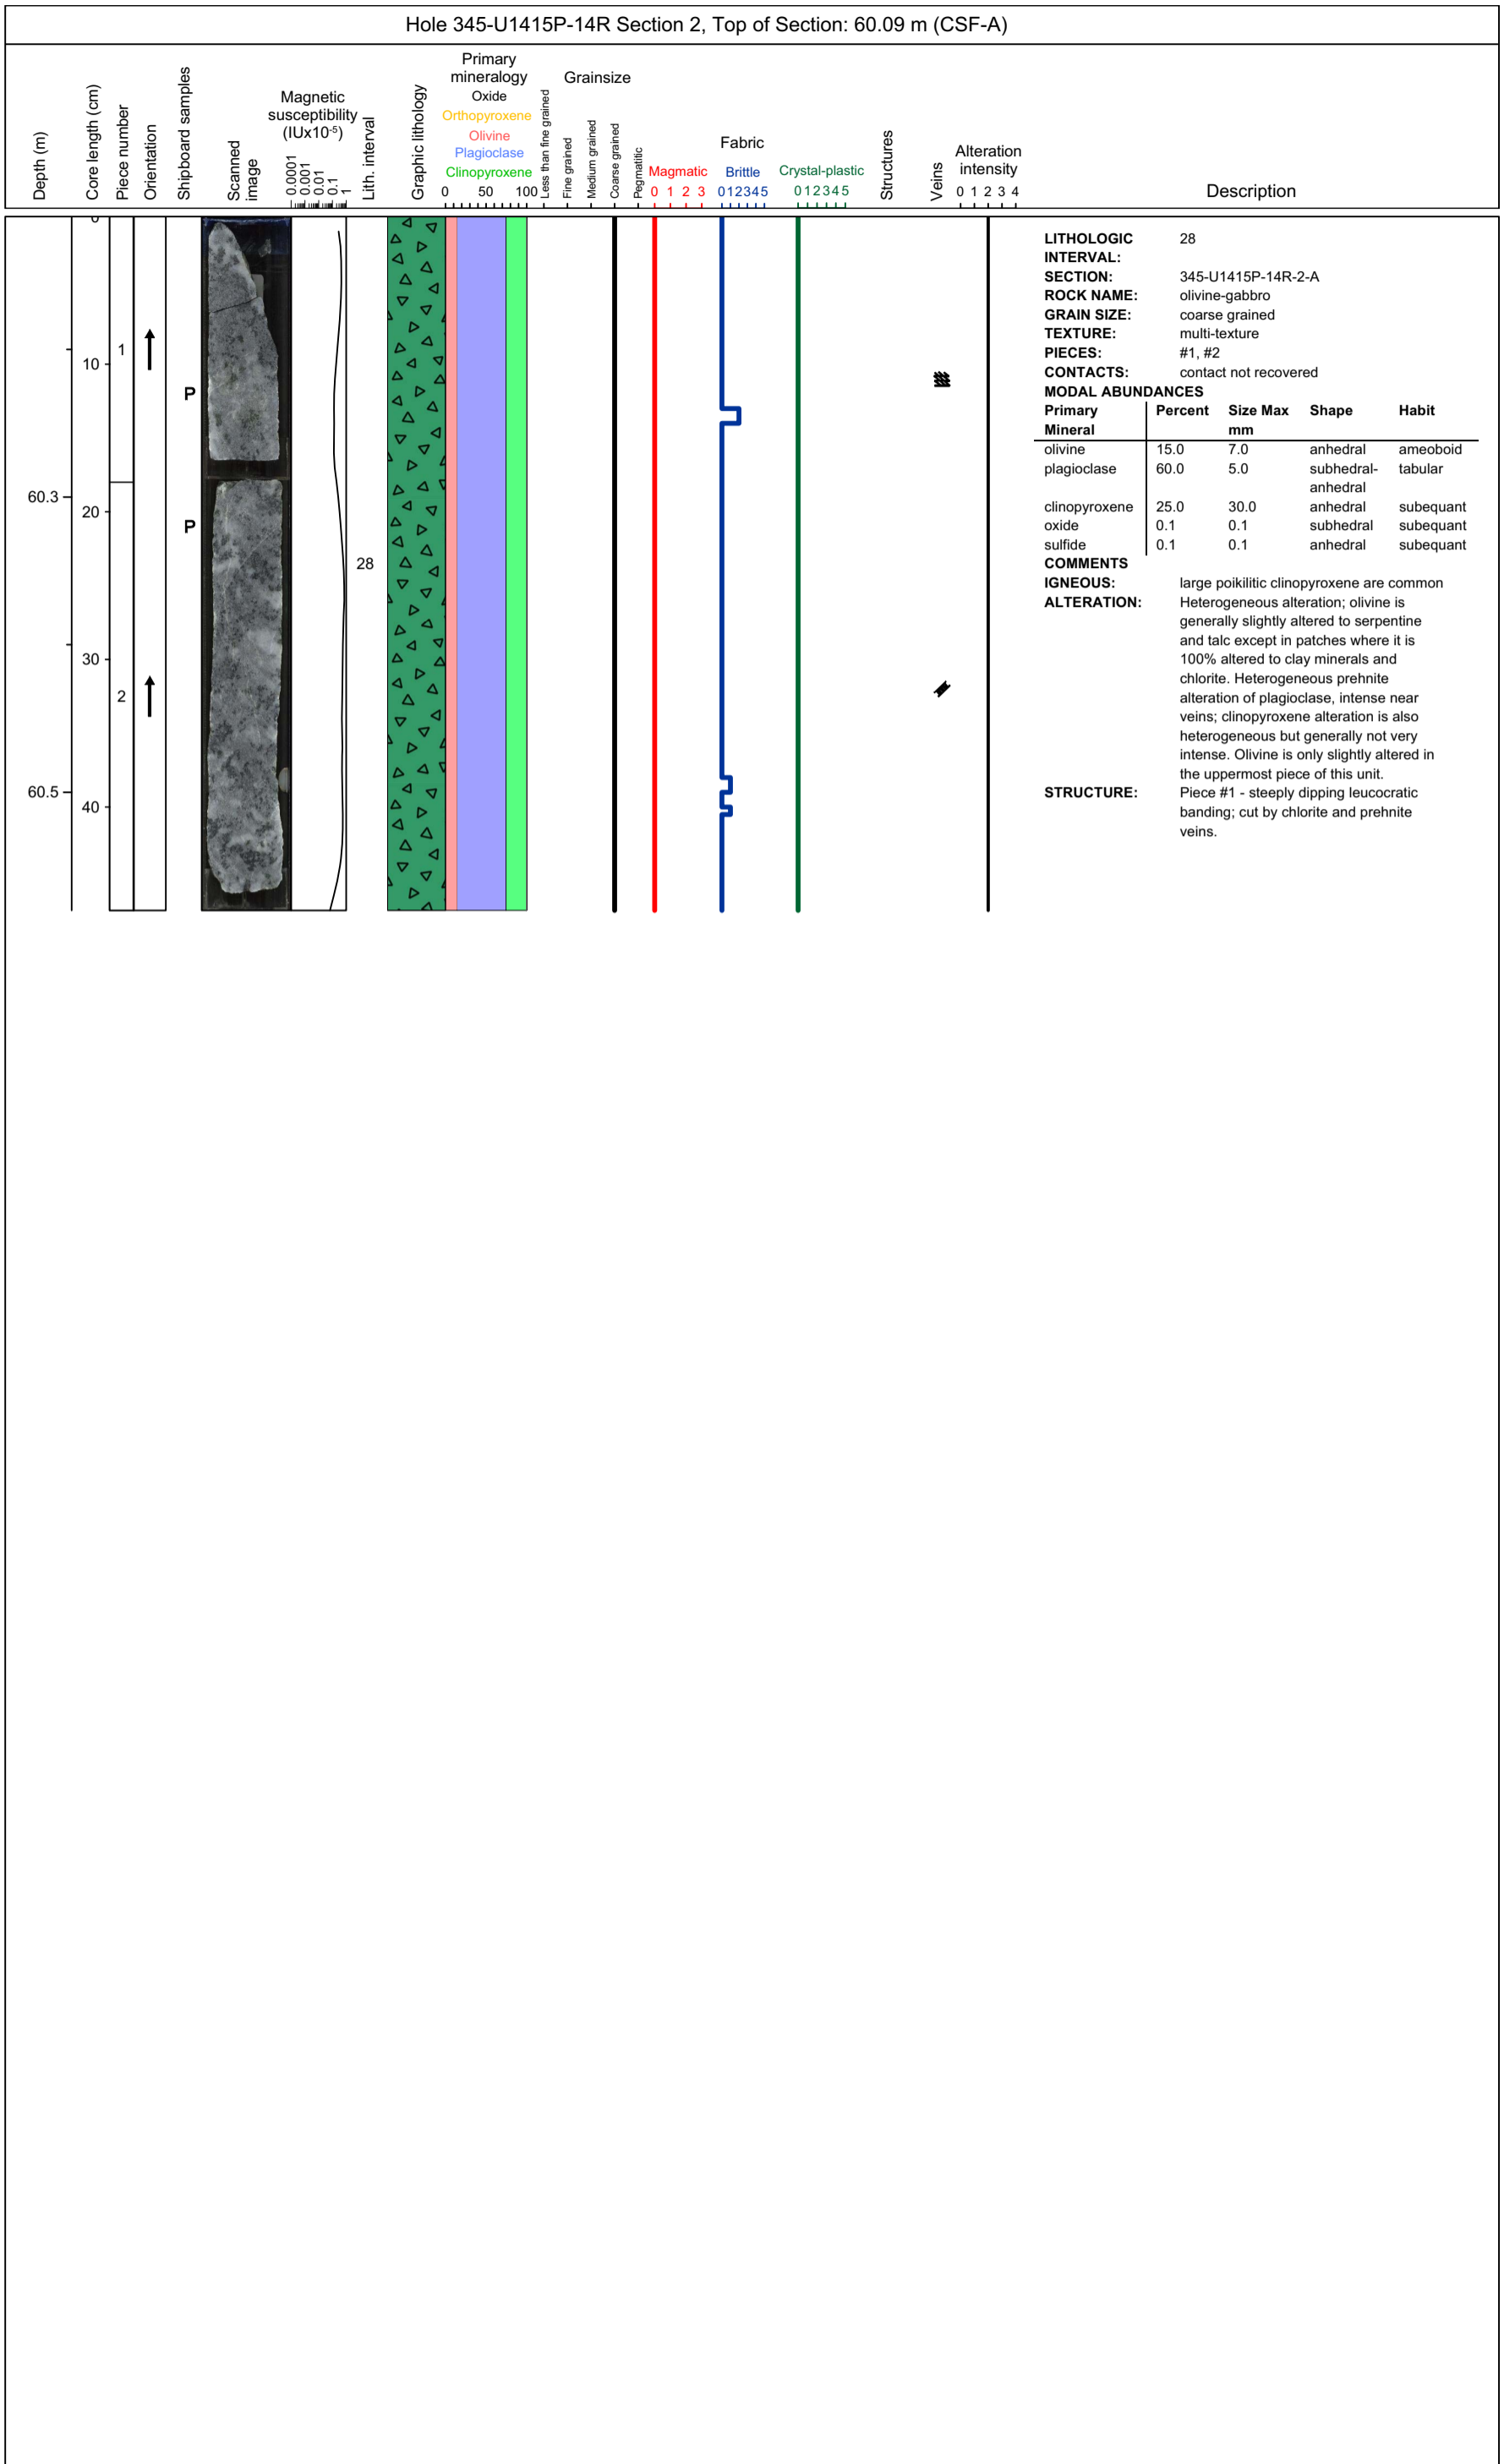 Hole 345-U1415P-14R Section 2, Top of Section: 60.09 m (CSF-A)
Depth (m)
Core length (cm)
Piece number
Orientation
Shipboard samples
Scanned
image
Magnetic
susceptibility
(IUx10⁻⁵)
0.0001
0.001
0.01
0.1
1
Lith. interval
Graphic lithology
Primary
mineralogy
Oxide
Orthopyroxene
Olivine
Plagioclase
Clinopyroxene
0 50 100
Grainsize
Less than fine grained
Fine grained
Medium grained
Coarse grained
Pegmatitic
Fabric
Magmatic
0 1 2 3
Brittle
012345
Crystal-plastic
012345
Structures
Veins
Alteration
intensity
0 1 2 3 4
Description
0
10
20
30
40
60.3
60.5
1
2
P
P
28
LITHOLOGIC 28
INTERVAL:
SECTION: 345-U1415P-14R-2-A
ROCK NAME: olivine-gabbro
GRAIN SIZE: coarse grained
TEXTURE: multi-texture
PIECES: #1, #2
CONTACTS: contact not recovered
MODAL ABUNDANCES
Primary Percent Size Max Shape Habit
Mineral mm
olivine 15.0 7.0 anhedral ameoboid
plagioclase 60.0 5.0 subhedral- tabular
anhedral
clinopyroxene 25.0 30.0 anhedral subequant
oxide 0.1 0.1 subhedral subequant
sulfide 0.1 0.1 anhedral subequant
COMMENTS
IGNEOUS: large poikilitic clinopyroxene are common
ALTERATION: Heterogeneous alteration; olivine is
generally slightly altered to serpentine
and talc except in patches where it is
100% altered to clay minerals and
chlorite. Heterogeneous prehnite
alteration of plagioclase, intense near
veins; clinopyroxene alteration is also
heterogeneous but generally not very
intense. Olivine is only slightly altered in
the uppermost piece of this unit.
STRUCTURE: Piece #1 - steeply dipping leucocratic
banding; cut by chlorite and prehnite
veins.